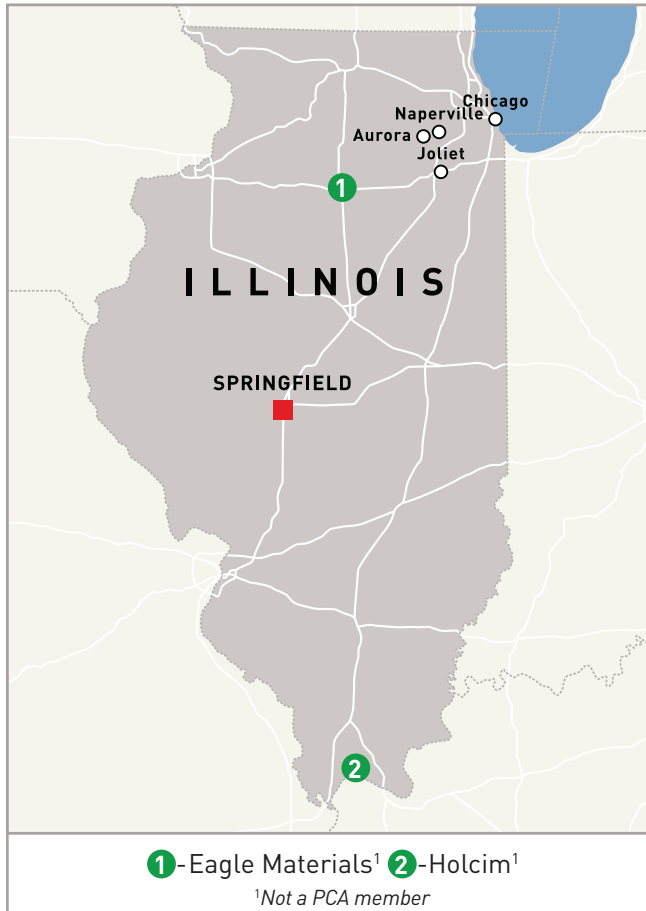 Chicago
Naperville
Aurora
Joliet
1
ILLINOIS
SPRINGFIELD
2
1-Eagle Materials¹ 2-Holcim¹
¹Not a PCA member